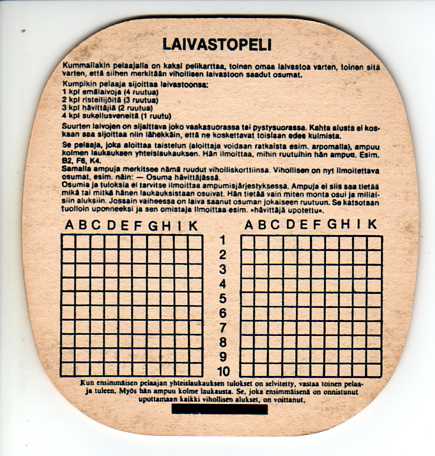 LAIVASTOPELI
Kummallakin pelaajalla on kaksi pelikarttaa, toinen omaa laivastoa varten, toinen sitä
varten, että siihen merkitään vihollisen laivastoon saadut osumat.
Kumpikin pelaaja sijoittaa laivastoonsa:
1 kpl emälaivoja (4 ruutua)
2 kpl risteilijöitä (3 ruutua)
3 kpl hävittäjiä (2 ruutua)
4 kpl sukellusveneitä (1 ruutu)
Suurten laivojen on sijaittava joko vaakasuorassa tai pystysuorassa. Kahta alusta ei kos-
kaan saa sijoittaa niin lähekkäin, että ne koskettavat toisiaan edes kulmista.
Se pelaaja, joka aloittaa taistelun (aloittaja voidaan ratkaista esim. arpomalla), ampuu
kolmen laukauksen yhteislaukauksen. Hän ilmoittaa, mihin ruutuihin hän ampui. Esim.
B2, F6, K4.
Samalla ampuja merkitsee nämä ruudut vihollískorttiinsa. Vihollisen on nyt ilmoitettava
osumat, esim. näin: — Osuma hävittäjässä.
Osumia ja tuloksia ei tarvitse ilmoittaa ampumisjärjestyksessä. Ampuja ei siis saa tietää
mikä tai mitkä hänen laukauksistaan osuivat. Hän tietää vain miten monta osui ja millai-
siin aluksiin. Jossain vaiheessa on laiva saanut osuman jokaiseen ruutuun. Se katsotaan
tuolloin uponneeksi ja sen omistaja ilmoittaa esim. »hävittäjä upotettu».
A B C D E F G H I K A B C D E F G H I K
1
2
3
4
5
6
7
8
9
10
Kun ensimmäisen pelaajan yhteislaukauksen tulokset on selvitetty, vastaa toinen pelaa-
ja tuleen. Myös hän ampuu kolme laukausta. Se, joka ensimmäisenä on onnistunut
upottamaan kaikki vihollisen alukset, on voittanut.